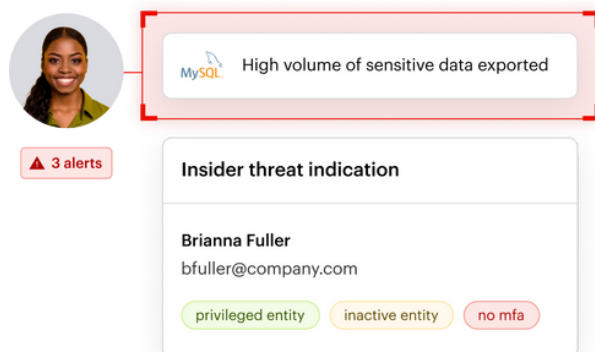 MySQL
High volume of sensitive data exported
3 alerts
Insider threat indication
Brianna Fuller
bfuller@company.com
privileged entity
inactive entity
no mfa